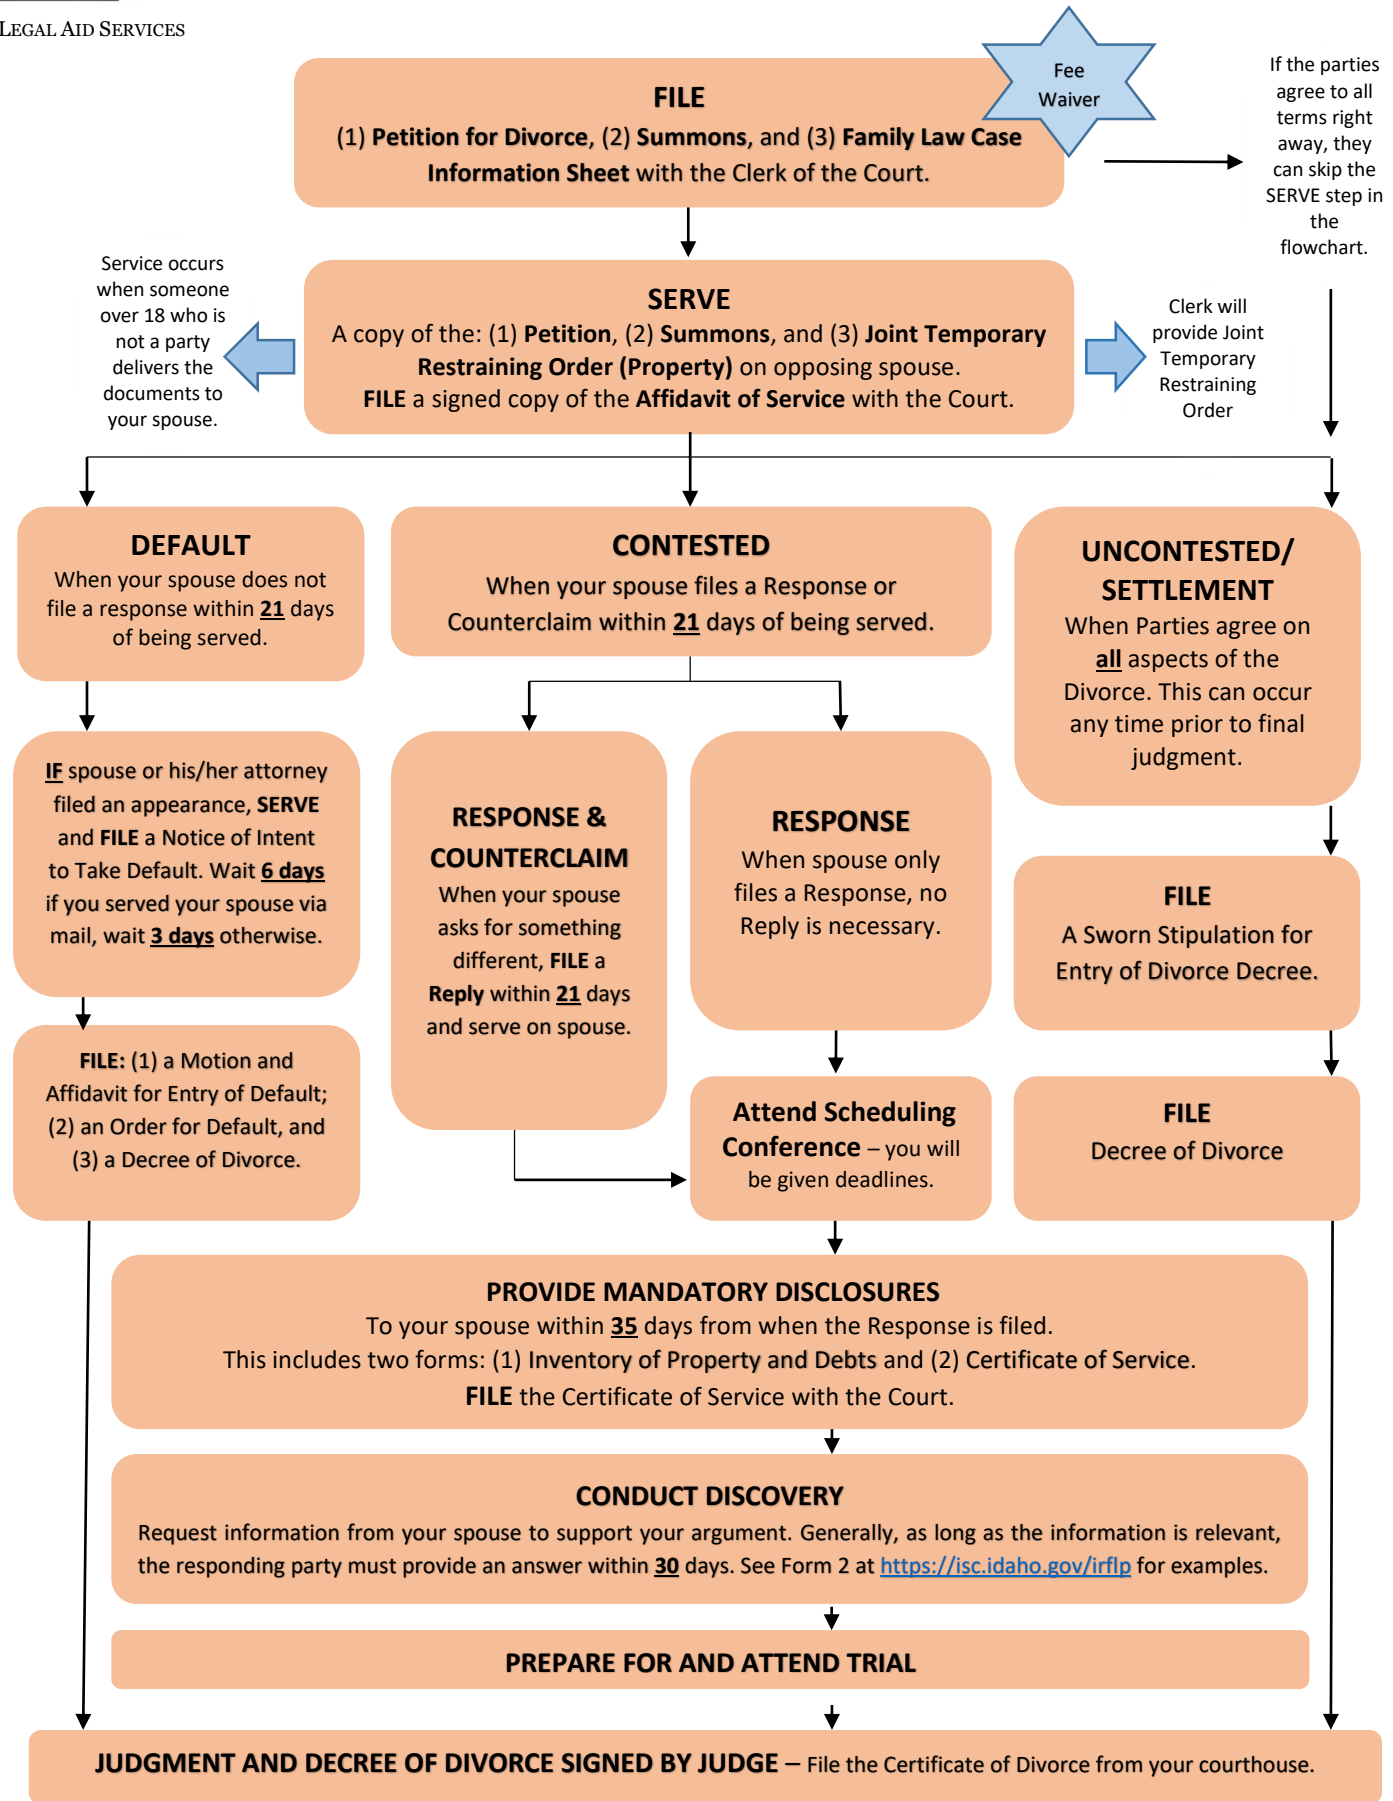 LEGAL AID SERVICES
Fee
Waiver
FILE
(1) Petition for Divorce, (2) Summons, and (3) Family Law Case
Information Sheet with the Clerk of the Court.
If the parties
agree to all
terms right
away, they
can skip the
SERVE step in
the
flowchart.
Service occurs
when someone
over 18 who is
not a party
delivers the
documents to
your spouse.
SERVE
A copy of the: (1) Petition, (2) Summons, and (3) Joint Temporary
Restraining Order (Property) on opposing spouse.
FILE a signed copy of the Affidavit of Service with the Court.
Clerk will
provide Joint
Temporary
Restraining
Order
DEFAULT
When your spouse does not
file a response within 21 days
of being served.
CONTESTED
When your spouse files a Response or
Counterclaim within 21 days of being served.
UNCONTESTED/
SETTLEMENT
When Parties agree on
all aspects of the
Divorce. This can occur
any time prior to final
judgment.
IF spouse or his/her attorney
filed an appearance, SERVE
and FILE a Notice of Intent
to Take Default. Wait 6 days
if you served your spouse via
mail, wait 3 days otherwise.
RESPONSE &
COUNTERCLAIM
When your spouse
asks for something
different, FILE a
Reply within 21 days
and serve on spouse.
RESPONSE
When spouse only
files a Response, no
Reply is necessary.
FILE
A Sworn Stipulation for
Entry of Divorce Decree.
FILE: (1) a Motion and
Affidavit for Entry of Default;
(2) an Order for Default, and
(3) a Decree of Divorce.
Attend Scheduling
Conference – you will
be given deadlines.
FILE
Decree of Divorce
PROVIDE MANDATORY DISCLOSURES
To your spouse within 35 days from when the Response is filed.
This includes two forms: (1) Inventory of Property and Debts and (2) Certificate of Service.
FILE the Certificate of Service with the Court.
CONDUCT DISCOVERY
Request information from your spouse to support your argument. Generally, as long as the information is relevant,
the responding party must provide an answer within 30 days. See Form 2 at https://isc.idaho.gov/irflp for examples.
PREPARE FOR AND ATTEND TRIAL
JUDGMENT AND DECREE OF DIVORCE SIGNED BY JUDGE – File the Certificate of Divorce from your courthouse.